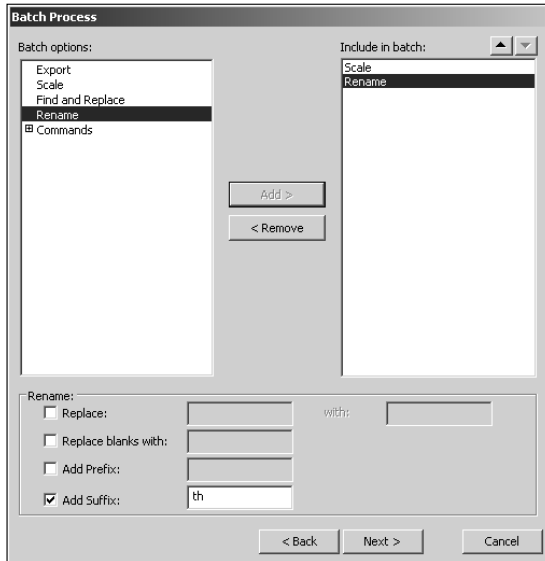 Batch Process
Batch options:
Include in batch:
Export
Scale
Find and Replace
Rename
Commands
Scale
Rename
Add >
< Remove
Rename:
Replace:
with:
Replace blanks with:
Add Prefix:
Add Suffix:
th
< Back
Next >
Cancel